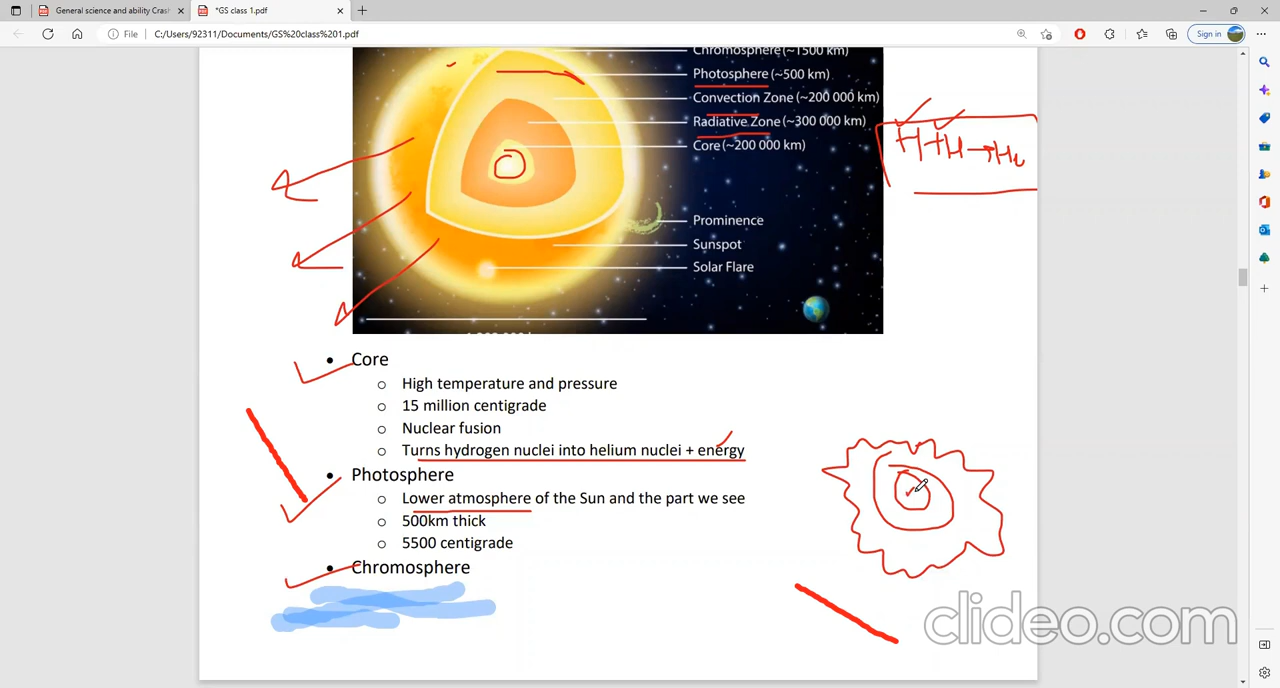 General science and ability Cras
*GS class 1.pdf
File
C:/Users/92311/Documents/GS%20class%201.pdf
Sign in
Chromosphere (~1500 km)
Photosphere (~500 km)
Convection Zone (~200 000 km)
Radiative Zone (~300 000 km)
Core (~200 000 km)
H+H→He
Prominence
Sunspot
Solar Flare
• Core
o High temperature and pressure
o 15 million centigrade
o Nuclear fusion
o Turns hydrogen nuclei into helium nuclei + energy
• Photosphere
o Lower atmosphere of the Sun and the part we see
o 500km thick
o 5500 centigrade
• Chromosphere
clideo.com